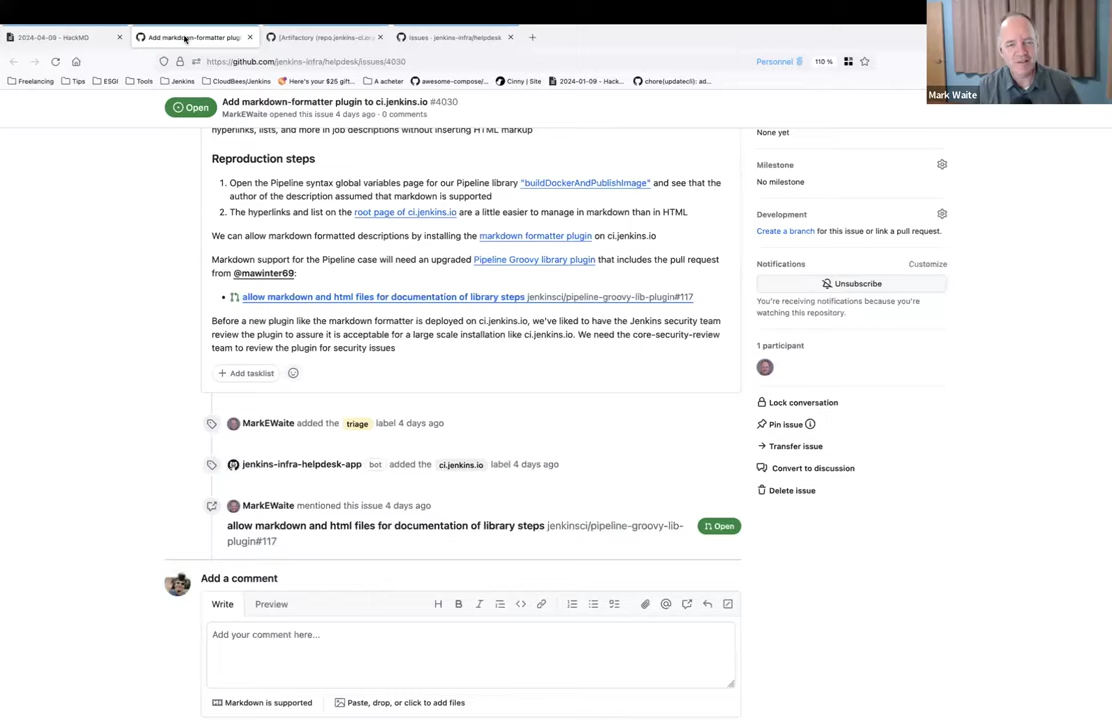 2024-04-09 - HackMD
Add markdown-formatter plugi
[Artifactory (repo.jenkins-ci.o
Issues · jenkins-infra/helpdesk
https://github.com/jenkins-infra/helpdesk/issues/4030
Personnel
110 %
Freelancing
Tips
ESGI
Tools
Jenkins
CloudBees/Jenkins
Here's your $25 gift...
A acheter
awesome-compose/...
Cinny | Site
2024-01-09 - Hack...
chore(updatecli): ad...
Mark Waite
Open
Add markdown-formatter plugin to ci.jenkins.io #4030
MarkEWaite opened this issue 4 days ago · 0 comments
hyperlinks, lists, and more in job descriptions without inserting HTML markup
Reproduction steps
1. Open the Pipeline syntax global variables page for our Pipeline library "buildDockerAndPublishImage" and see that the
author of the description assumed that markdown is supported
2. The hyperlinks and list on the root page of ci.jenkins.io are a little easier to manage in markdown than in HTML
We can allow markdown formatted descriptions by installing the markdown formatter plugin on ci.jenkins.io
Markdown support for the Pipeline case will need an upgraded Pipeline Groovy library plugin that includes the pull request
from @mawinter69:
• allow markdown and html files for documentation of library steps jenkinsci/pipeline-groovy-lib-plugin#117
Before a new plugin like the markdown formatter is deployed on ci.jenkins.io, we've liked to have the Jenkins security team
review the plugin to assure it is acceptable for a large scale installation like ci.jenkins.io. We need the core-security-review
team to review the plugin for security issues
Add tasklist
MarkEWaite added the triage label 4 days ago
jenkins-infra-helpdesk-app bot added the ci.jenkins.io label 4 days ago
MarkEWaite mentioned this issue 4 days ago
allow markdown and html files for documentation of library steps jenkinsci/pipeline-groovy-lib-
plugin#117
Open
Add a comment
Write
Preview
Add your comment here...
Markdown is supported
Paste, drop, or click to add files
None yet
Milestone
No milestone
Development
Create a branch for this issue or link a pull request.
Notifications
Customize
Unsubscribe
You're receiving notifications because you're
watching this repository.
1 participant
Lock conversation
Pin issue
Transfer issue
Convert to discussion
Delete issue